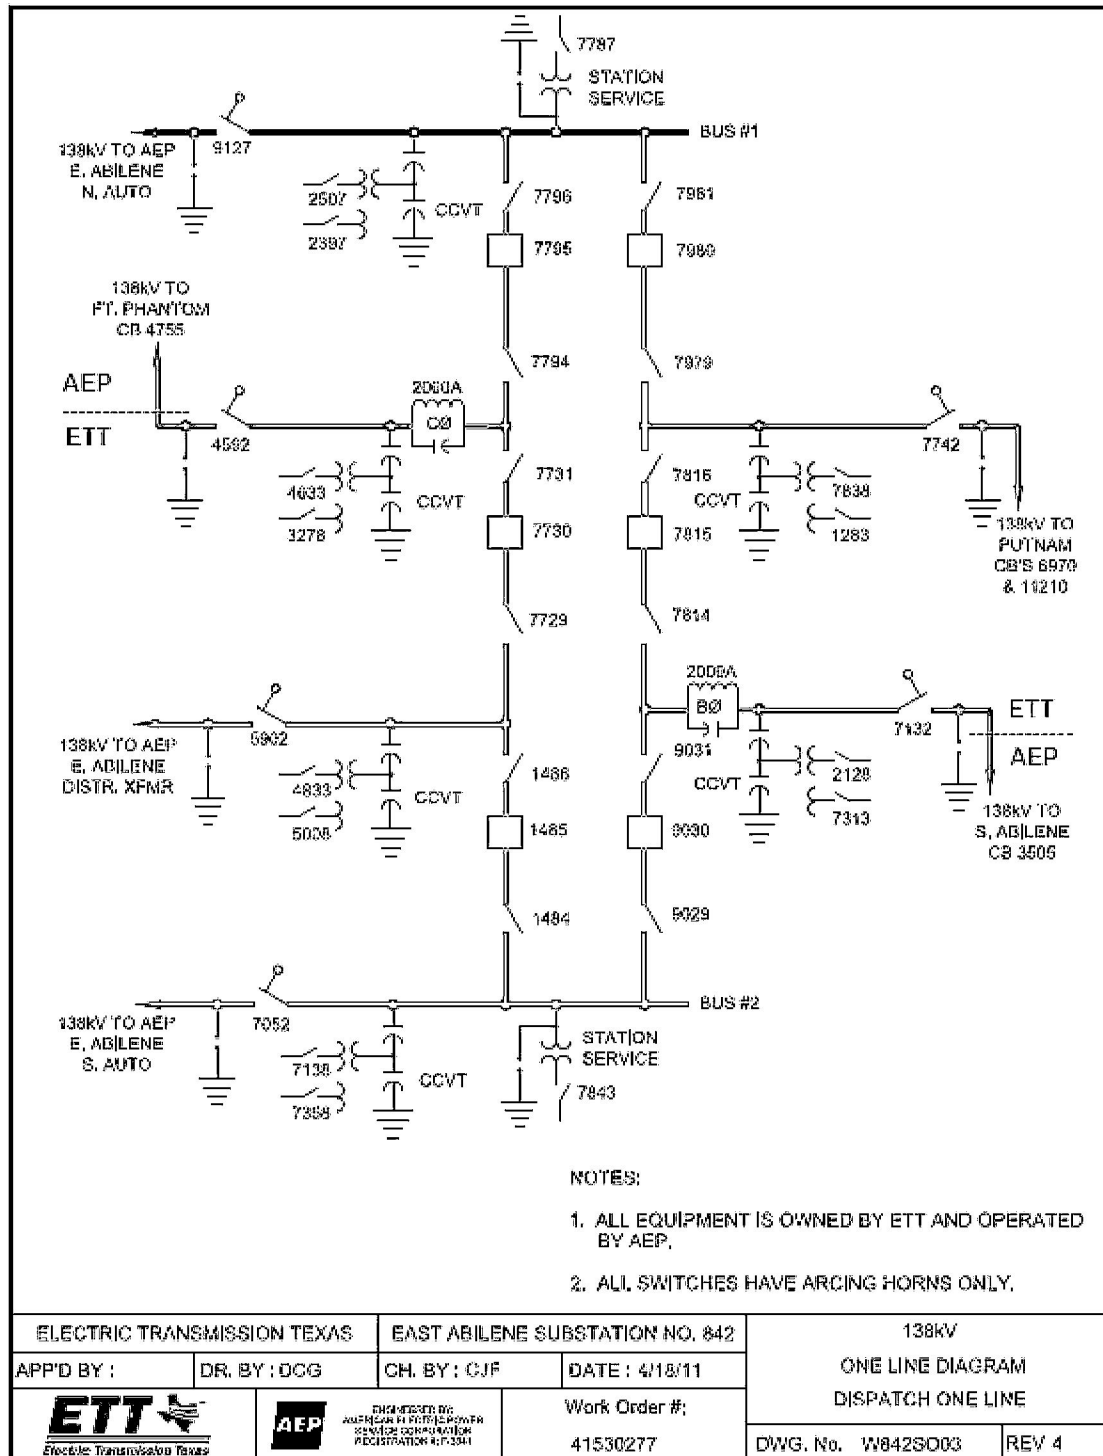 7787
STATION
SERVICE
BUS #1
9127
138kV TO AEP
E. ABILENE
N. AUTO
2507
2397
CCVT
7796
7795
7981
7980
138kV TO
FT. PHANTOM
CB 4755
7794
7979
AEP
ETT
4592
2000A
CØ
7742
4633
3278
CCVT
7731
7730
7816
7815
CCVT
7838
1283
138kV TO
PUTNAM
CB'S 6970
& 11210
7729
7814
2000A
BØ
9031
7132
ETT
AEP
5902
138kV TO AEP
E. ABILENE
DISTR. XFMR
4833
5008
CCVT
1486
1485
9030
CCVT
2128
7313
138kV TO
S. ABILENE
CB 3505
1484
9029
BUS #2
7052
138kV TO AEP
E. ABILENE
S. AUTO
7138
7358
CCVT
STATION
SERVICE
7843
NOTES:
1. ALL EQUIPMENT IS OWNED BY ETT AND OPERATED
BY AEP.
2. ALL SWITCHES HAVE ARCING HORNS ONLY.
ELECTRIC TRANSMISSION TEXAS
EAST ABILENE SUBSTATION NO. 842
138kV
ONE LINE DIAGRAM
DISPATCH ONE LINE
APP'D BY :
DR. BY : DCG
CH. BY : CJF
DATE : 4/18/11
ETT
Electric Transmission Texas
AEP
ENGINEERED BY:
AMERICAN ELECTRIC POWER
SERVICE CORPORATION
Work Order #:
41530277
DWG. No. W842SO03
REV 4